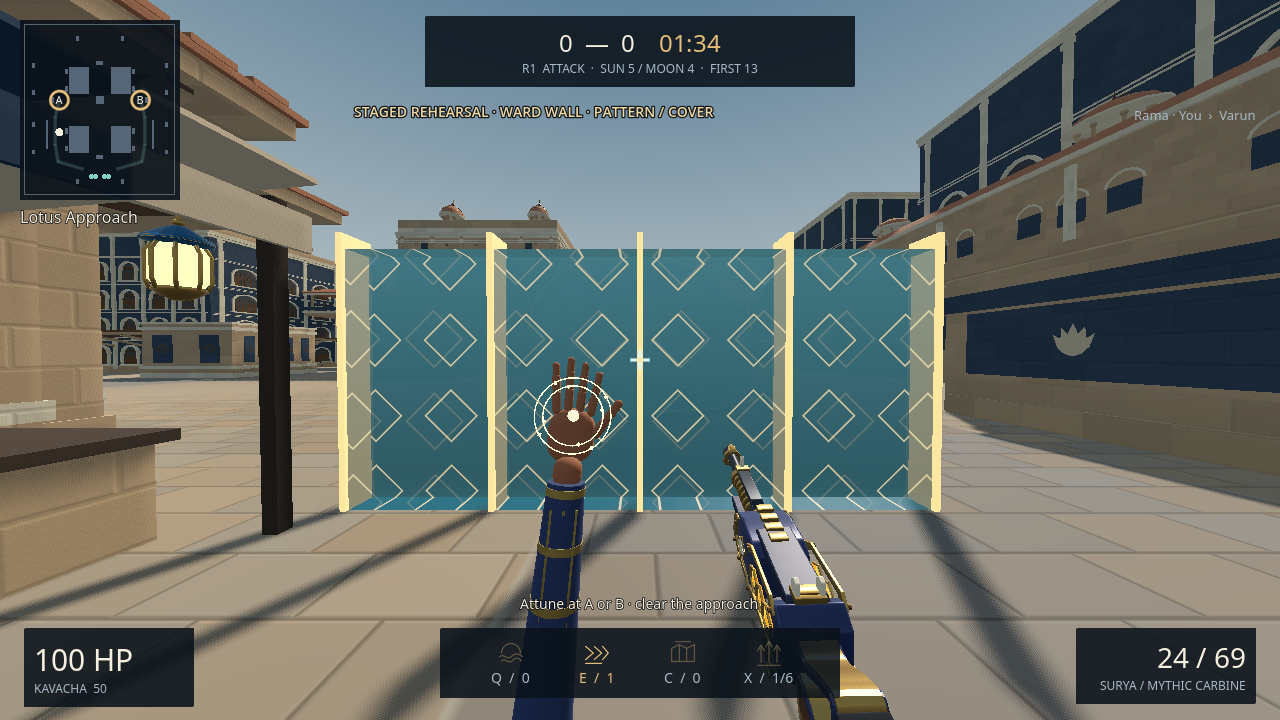 0 — 0 01:34
R1 ATTACK · SUN 5 / MOON 4 · FIRST 13
STAGED REHEARSAL · WARD WALL · PATTERN / COVER
Rama · You › Varun
A
B
Lotus Approach
Attune at A or B · clear the approach
100 HP
KAVACHA 50
Q / 0
E / 1
C / 0
X / 1/6
24 / 69
SURYA / MYTHIC CARBINE